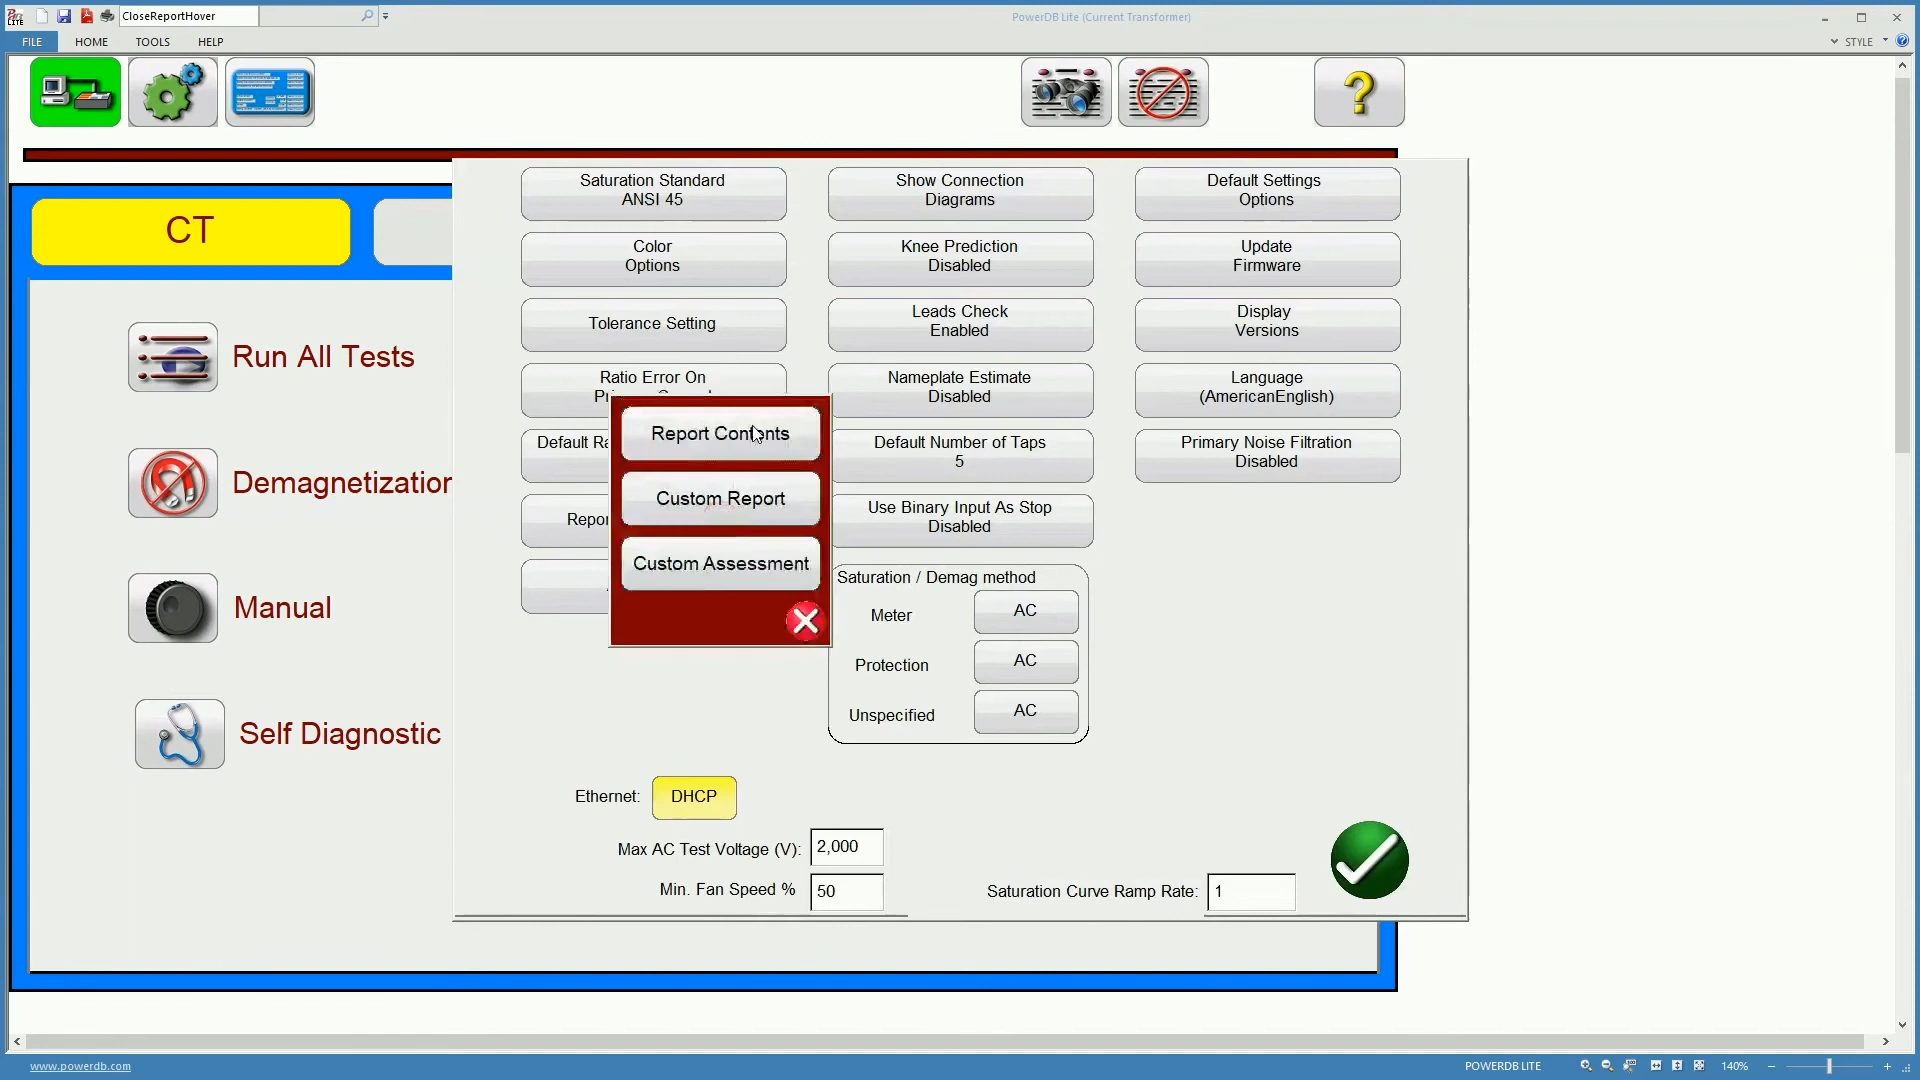 LITE
CloseReportHover
PowerDB Lite (Current Transformer)
FILE
HOME
TOOLS
HELP
STYLE
CT
Run All Tests
Demagnetization
Manual
Self Diagnostic
Saturation Standard
ANSI 45
Color
Options
Tolerance Setting
Ratio Error On
Default Ra
Repor
Show Connection
Diagrams
Knee Prediction
Disabled
Leads Check
Enabled
Nameplate Estimate
Disabled
Default Number of Taps
5
Use Binary Input As Stop
Disabled
Default Settings
Options
Update
Firmware
Display
Versions
Language
(AmericanEnglish)
Primary Noise Filtration
Disabled
Report Contents
Custom Report
Custom Assessment
Saturation / Demag method
Meter
AC
Protection
AC
Unspecified
AC
Ethernet:
DHCP
Max AC Test Voltage (V):
2,000
Min. Fan Speed %
50
Saturation Curve Ramp Rate:
1
www.powerdb.com
POWERDB LITE
140%